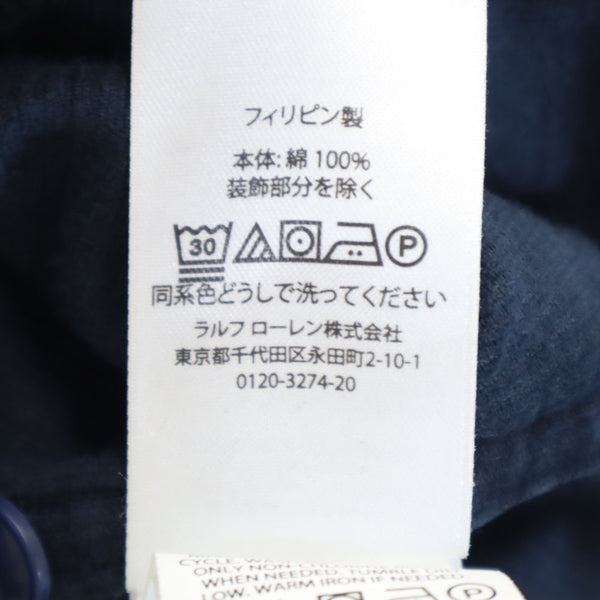 フィリピン製
本体: 綿 100%
装飾部分を除く
30 P
同系色どうしで洗ってください
ラルフ ローレン株式会社
東京都千代田区永田町2-10-1
0120-3274-20
WHEN NEEDED. TUMBLE DRY
LOW. WARM IRON IF NEEDED.